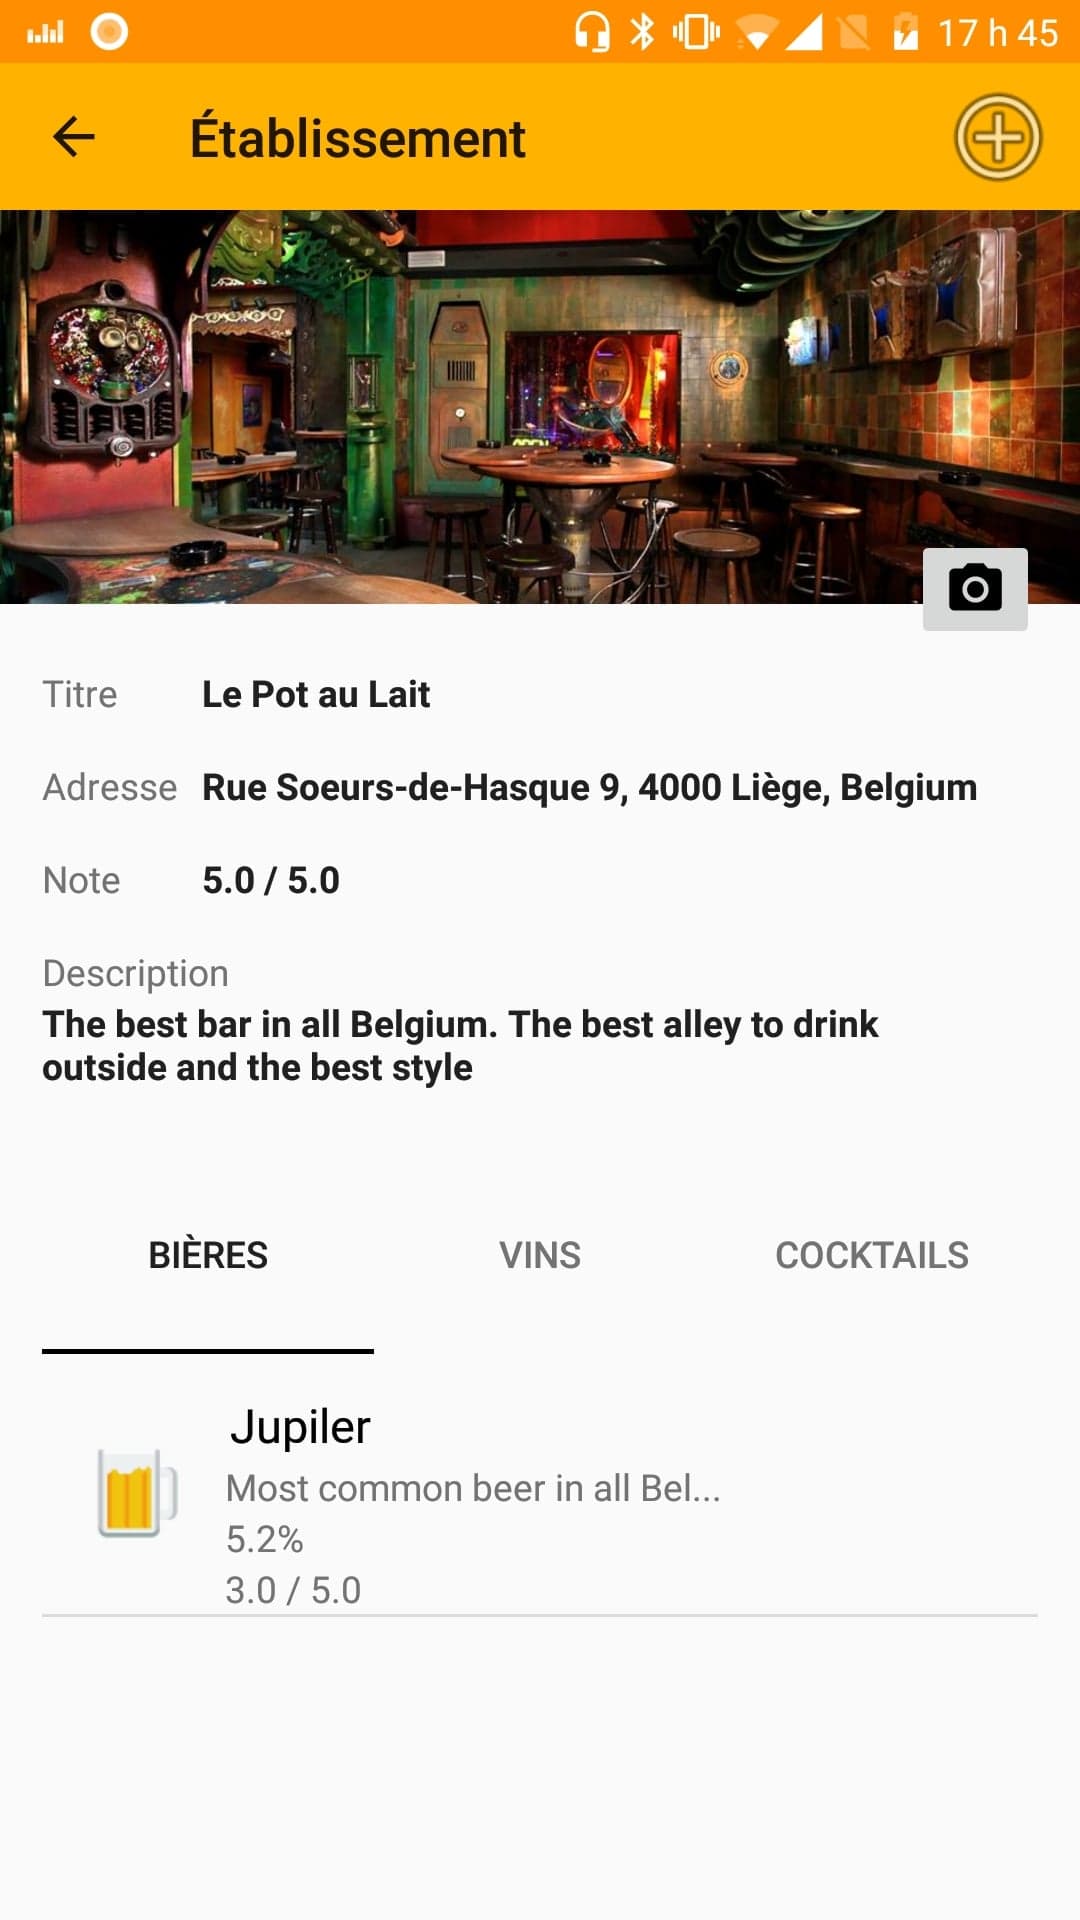 17 h 45
Établissement
Titre Le Pot au Lait
Adresse Rue Soeurs-de-Hasque 9, 4000 Liège, Belgium
Note 5.0 / 5.0
Description
The best bar in all Belgium. The best alley to drink
outside and the best style
BIÈRES VINS COCKTAILS
Jupiler
Most common beer in all Bel...
5.2%
3.0 / 5.0